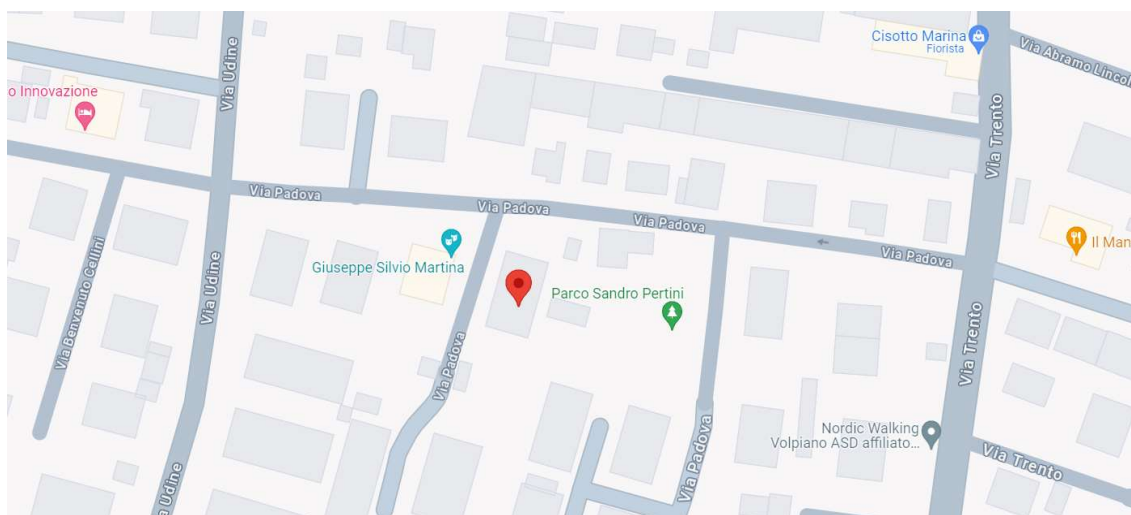 Cisotto Marina
Fiorista
Via Abramo Lincol
Via Udine
o Innovazione
Via Trento
Via Padova
Via Padova
Via Padova
Via Padova
Il Man
Giuseppe Silvio Martina
Parco Sandro Pertini
Via Benvenuto Cellini
Via Udine
Via Padova
Via Trento
Nordic Walking
Volpiano ASD affiliato...
Via Padova
Via Trento
Via Udine